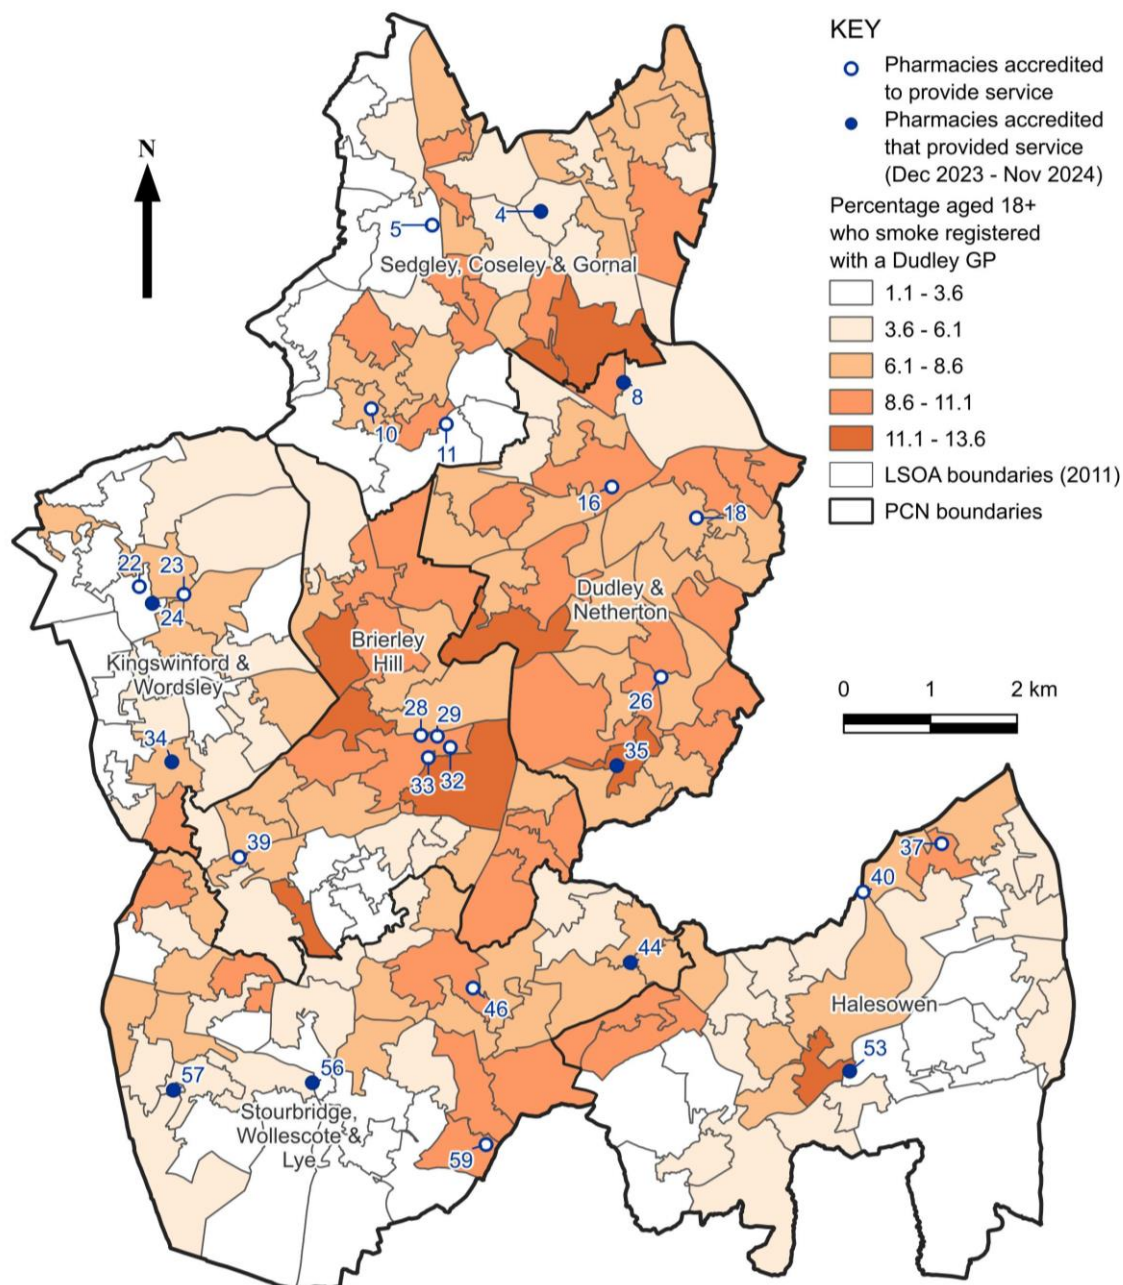 KEY
Pharmacies accredited
to provide service
Pharmacies accredited
that provided service
(Dec 2023 - Nov 2024)
Percentage aged 18+
who smoke registered
with a Dudley GP
1.1 - 3.6
3.6 - 6.1
6.1 - 8.6
8.6 - 11.1
11.1 - 13.6
LSOA boundaries (2011)
PCN boundaries
N
4
5
Sedgley, Coseley & Gornal
8
10
11
16
18
22
23
24
Dudley &
Netherton
Brierley
Hill
Kingswinford &
Wordsley
26
0 1 2 km
28
29
34
35
33
32
39
37
40
44
46
Halesowen
53
56
57
Stourbridge,
Wollescote &
Lye
59